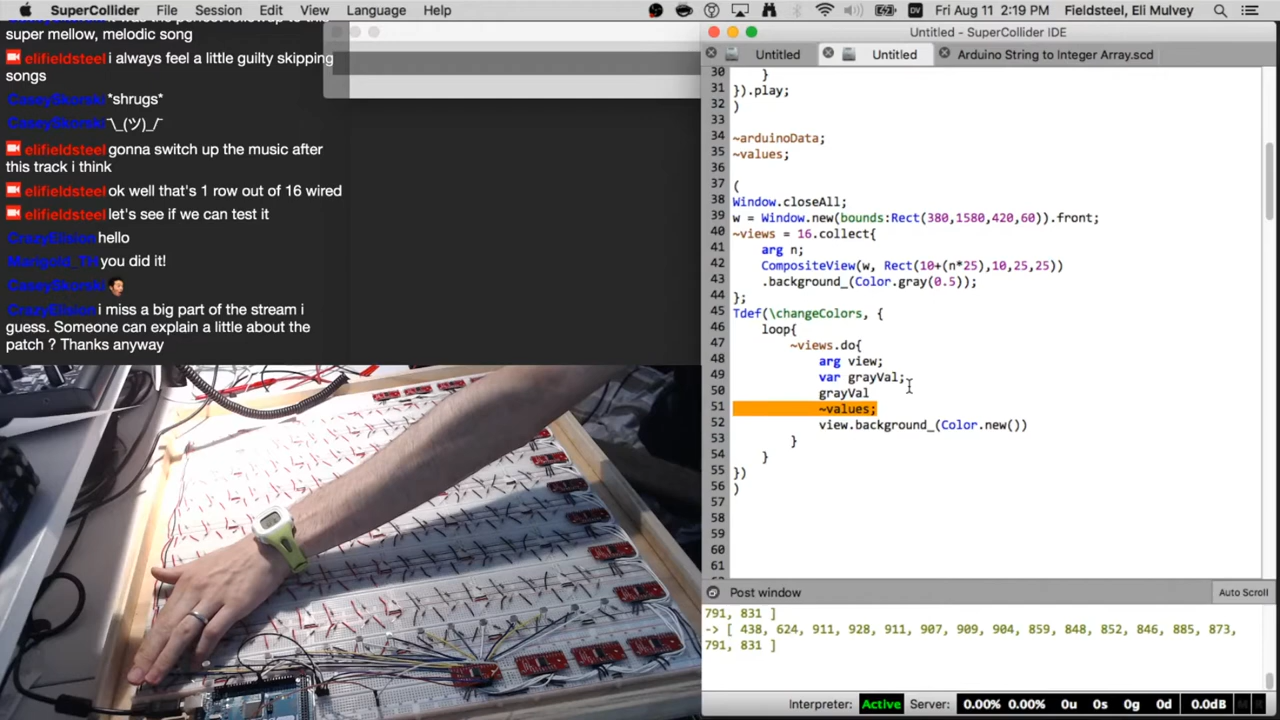 SuperCollider File Session Edit Language View Help Fri Aug 11 2:19 PM Fieldsteel, Eli Mulvey
super mellow, melodic song
elifieldsteel i always feel a little guilty skipping
songs
CaseySkorski *shrugs*
CaseySkorski ¯\_(ツ)_/¯
elifieldsteel gonna switch up the music after
this track i think
elifieldsteel ok well that's 1 row out of 16 wired
elifieldsteel let's see if we can test it
CrazyElision hello
Marigold_TH you did it!
CaseySkorski
CrazyElision i miss a big part of the stream i
guess. Someone can explain a little about the
patch ? Thanks anyway
Untitled - SuperCollider IDE
Untitled Untitled Arduino String to Integer Array.scd
30 }
31 }).play;
32 )
33
34 ~arduinoData;
35 ~values;
36
37 (
38 Window.closeAll;
39 w = Window.new(bounds:Rect(380,1580,420,60)).front;
40 ~views = 16.collect{
41 arg n;
42 CompositeView(w, Rect(10+(n*25),10,25,25))
43 .background_(Color.gray(0.5));
44 };
45 Tdef(\changeColors, {
46 loop{
47 ~views.do{
48 arg view;
49 var grayVal;
50 grayVal
51 ~values;
52 view.background_(Color.new())
53 }
54 }
55 })
56 )
57
58
59
60
61
Post window Auto Scroll
791, 831 ]
-> [ 438, 624, 911, 928, 911, 907, 909, 904, 859, 848, 852, 846, 885, 873,
791, 831 ]
Interpreter: Active Server: 0.00% 0.00% 0u 0s 0g 0d 0.0dB M R